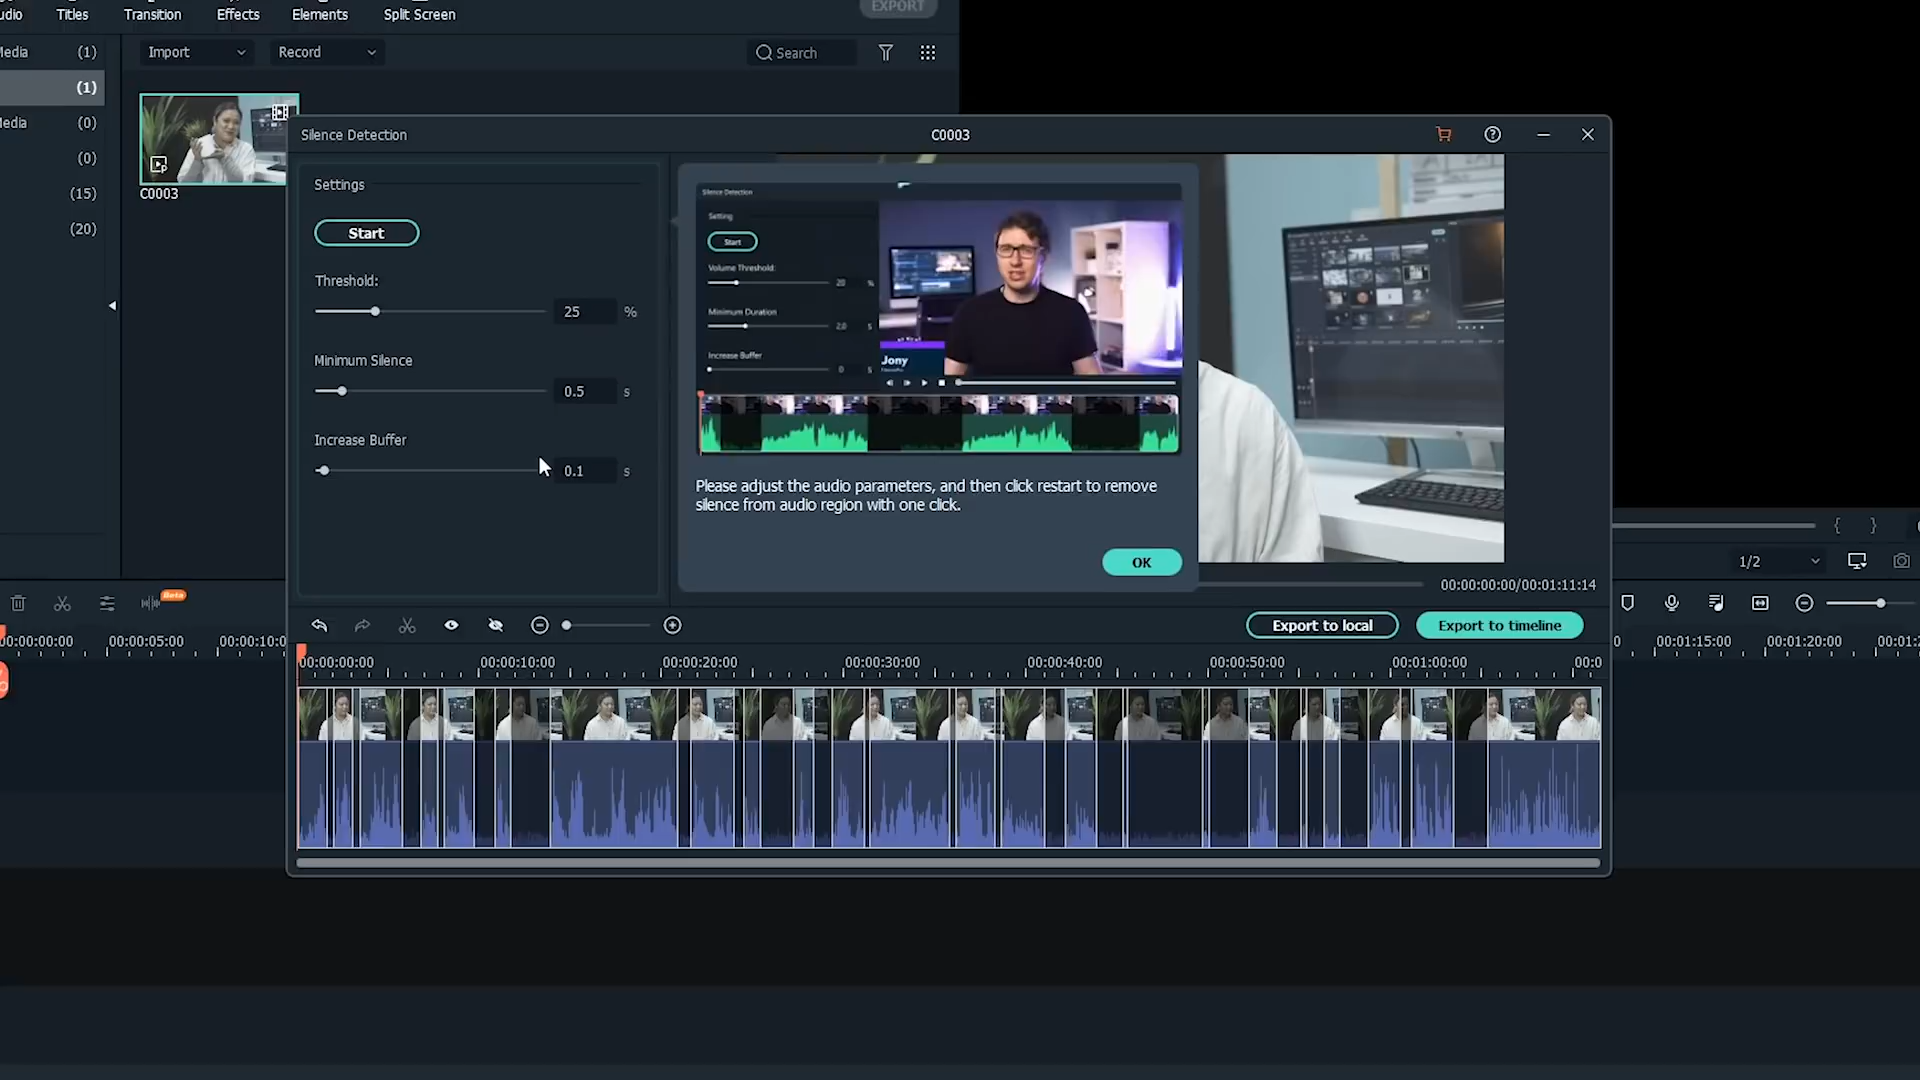 udio Titles Transition Effects Elements Split Screen
EXPORT
Media (1)
Import Record Search
(1)
Media (0)
(0)
(15)
C0003
(20)
Silence Detection C0003
Settings
Start
Threshold:
25 %
Minimum Silence
0.5 s
Increase Buffer
0.1 s
Silence Detection
Setting
Start
Volume Threshold:
20 %
Minimum Duration
2.0 s
Increase Buffer
0 s
Jony
Please adjust the audio parameters, and then click restart to remove
silence from audio region with one click.
OK
1/2
00:00:00:00/00:01:11:14
Beta
Export to local Export to timeline
00:00:00:00 00:00:05:00 00:00:10:0
0 00:01:15:00 00:01:20:00 00:01:2
00:00:00:00 00:00:10:00 00:00:20:00 00:00:30:00 00:00:40:00 00:00:50:00 00:01:00:00 00:0